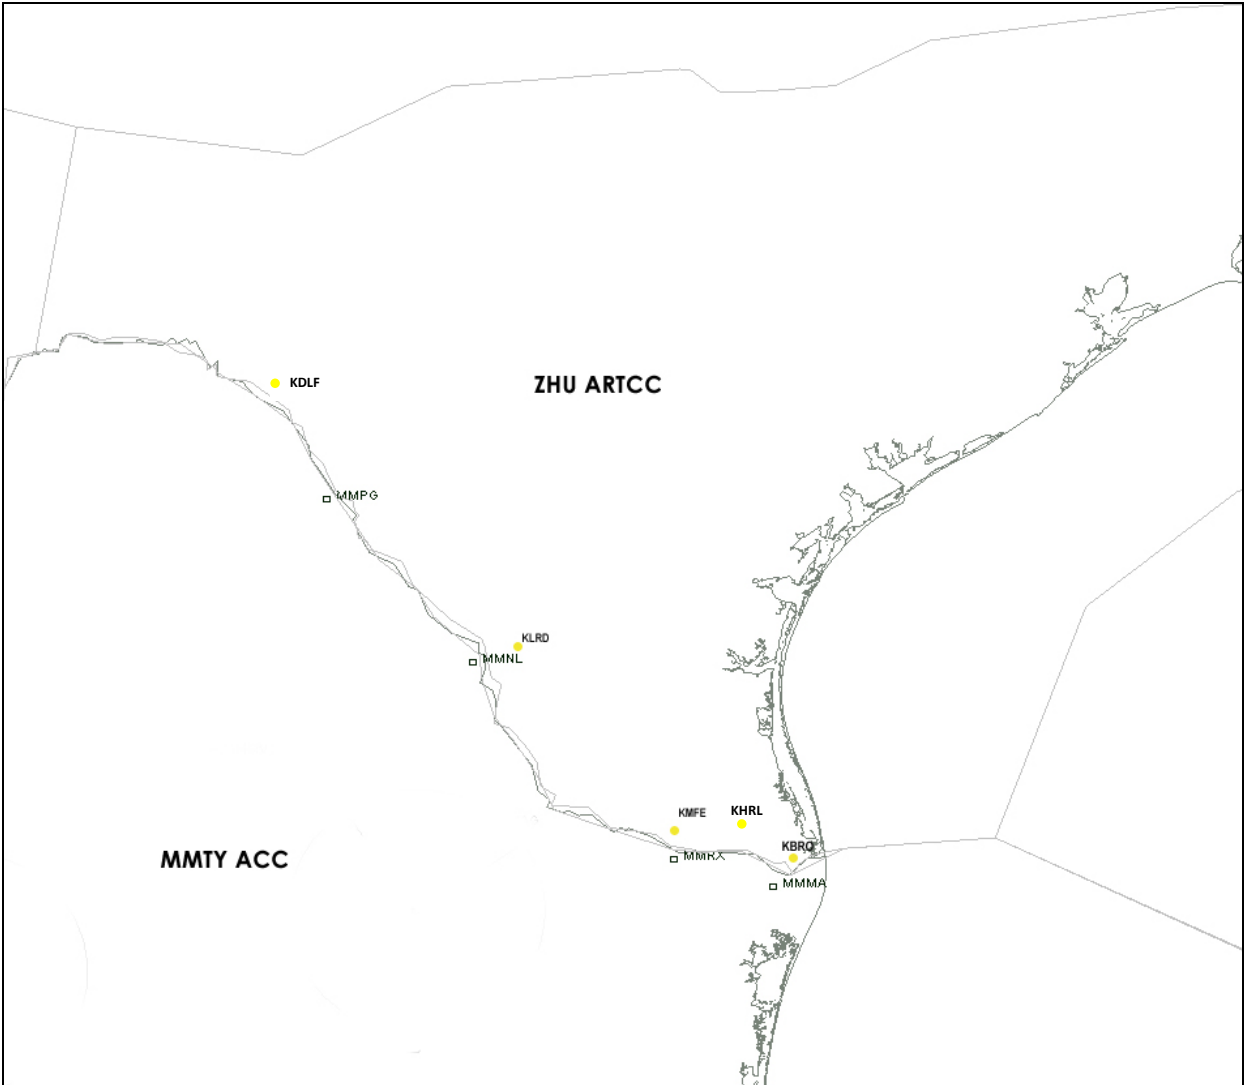 KDLF
ZHU ARTCC
MMPG
KLRD
MMNL
KMFE
KHRL
KBRO
MMRX
MMTY ACC
MMMA